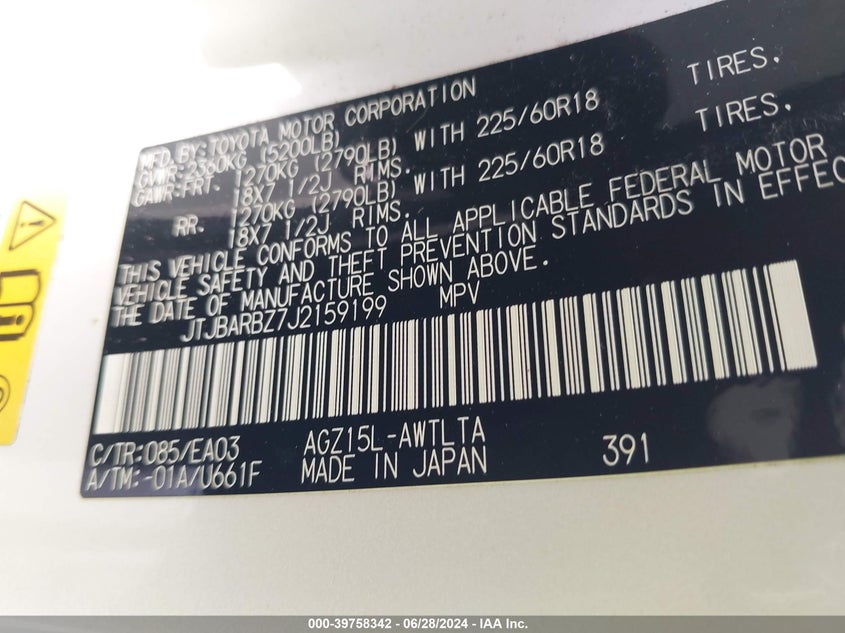 MFD.BY:TOYOTA MOTOR CORPORATION
GVWR:2360KG (5200LB)
GAWR:FRT. 1270KG (2790LB) WITH 225/60R18 TIRES.
18X7 1/2J RIMS.
RR. 1270KG (2790LB) WITH 225/60R18 TIRES.
18X7 1/2J RIMS.
THIS VEHICLE CONFORMS TO ALL APPLICABLE FEDERAL MOTOR
VEHICLE SAFETY AND THEFT PREVENTION STANDARDS IN EFFEC
THE DATE OF MANUFACTURE SHOWN ABOVE.
JTJBARBZ7J2159199 MPV
C/TR:085/EA03 AGZ15L-AWTLTA
A/TM:-01A/U661F MADE IN JAPAN 391
000-39758342 - 06/28/2024 - IAA Inc.